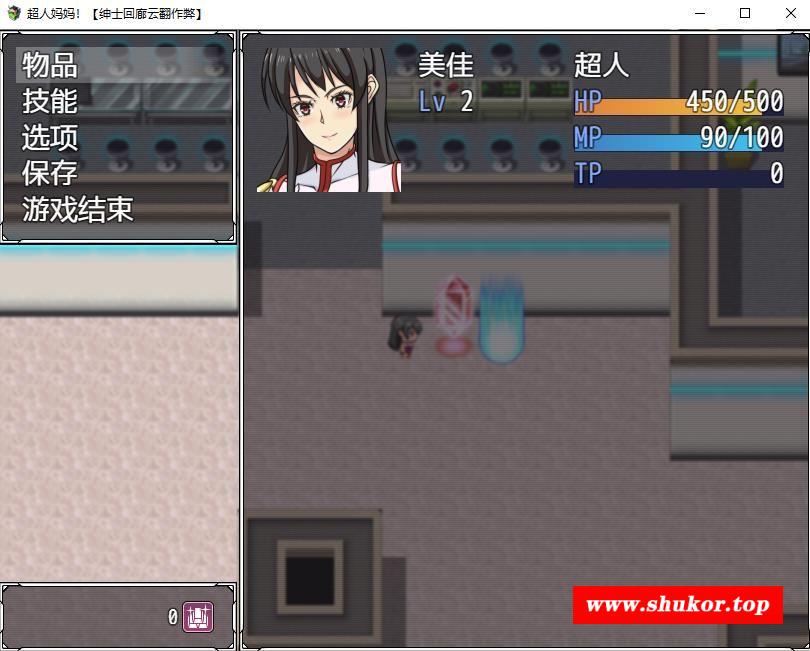 超人妈妈！【绅士回廊云翻作弊】
物品
技能
选项
保存
游戏结束
美佳
Lv 2
超人
HP 450/500
MP 90/100
TP 0
0
www.shukor.top